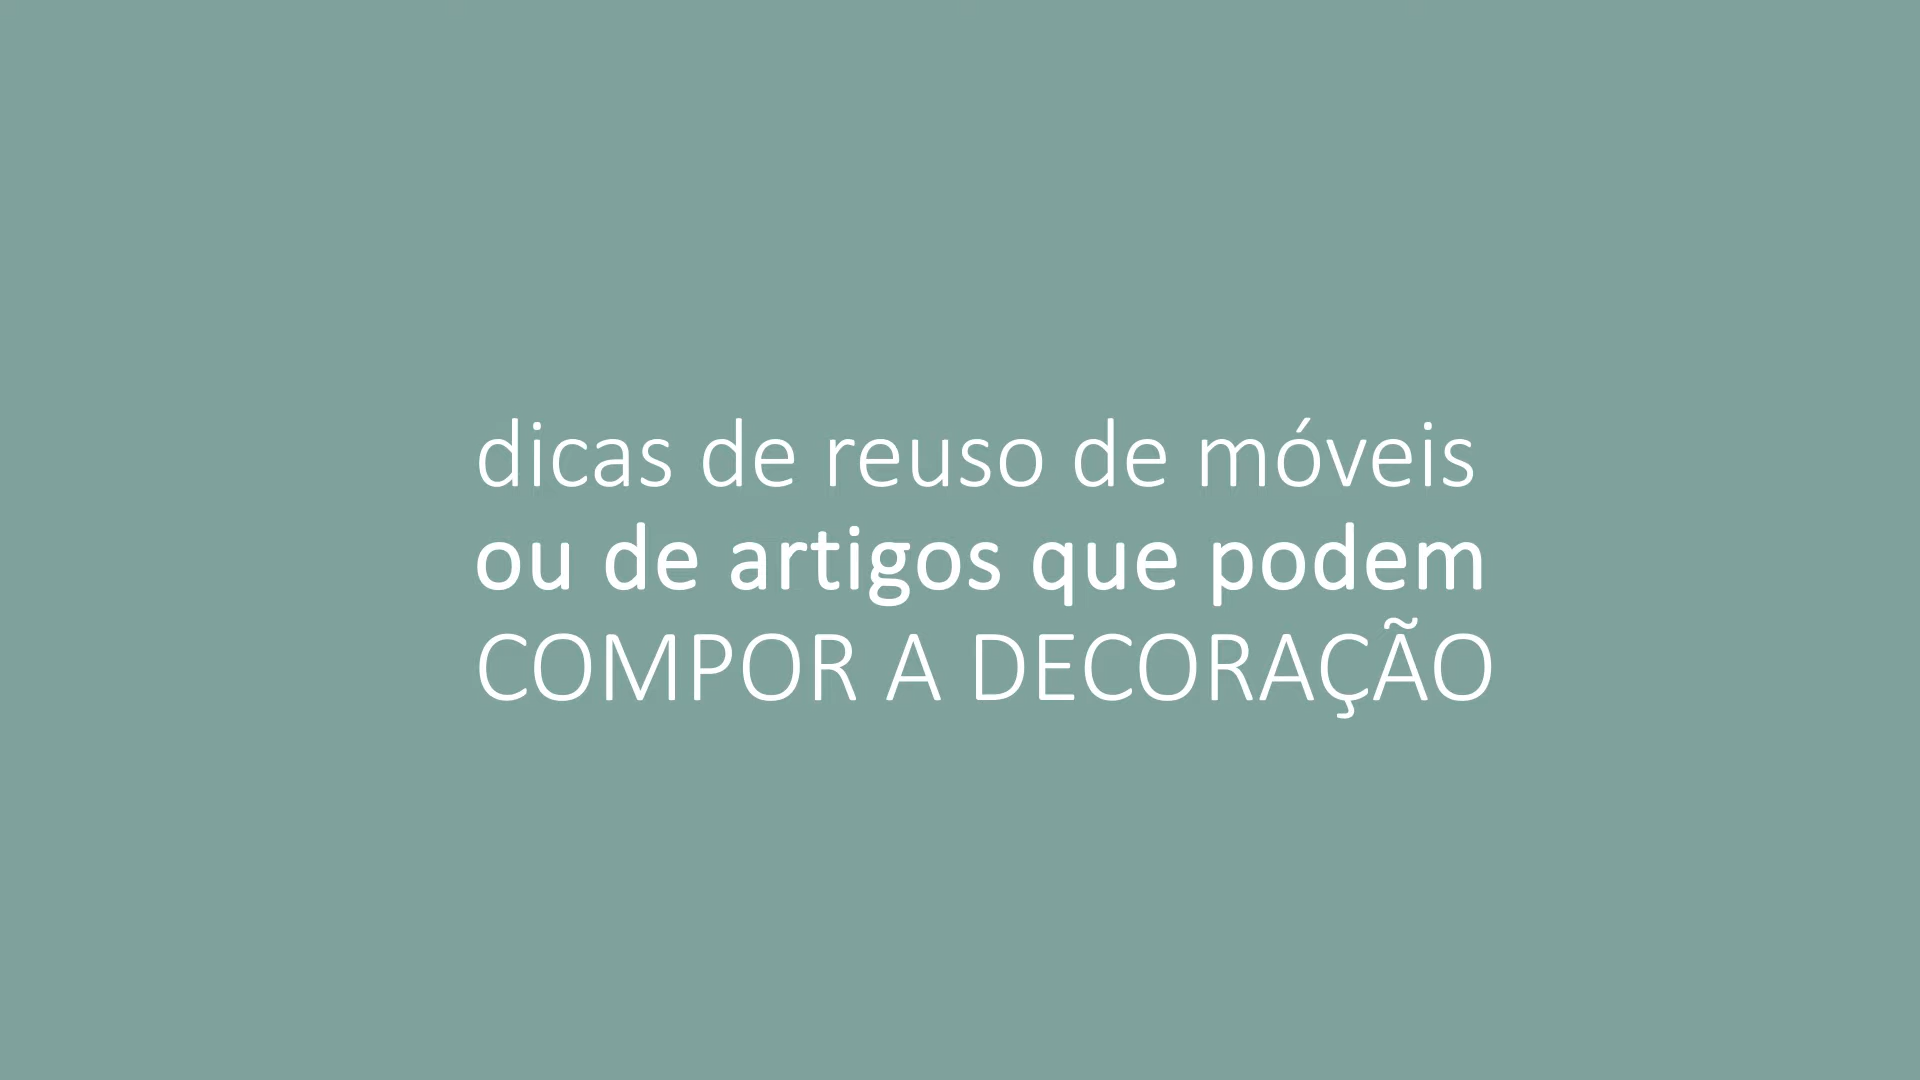 dicas de reuso de móveis
ou de artigos que podem
COMPOR A DECORAÇÃO